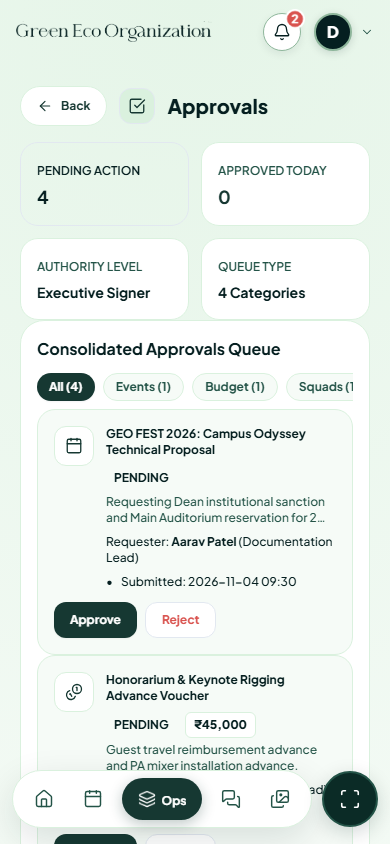 Green Eco Organization
2
D
Back
Approvals
PENDING ACTION
4
APPROVED TODAY
0
AUTHORITY LEVEL
Executive Signer
QUEUE TYPE
4 Categories
Consolidated Approvals Queue
All (4)
Events (1)
Budget (1)
Squads (1
GEO FEST 2026: Campus Odyssey
Technical Proposal
PENDING
Requesting Dean institutional sanction
and Main Auditorium reservation for 2...
Requester: Aarav Patel (Documentation
Lead)
• Submitted: 2026-11-04 09:30
Approve
Reject
Honorarium & Keynote Rigging
Advance Voucher
PENDING
₹45,000
Guest travel reimbursement advance
and PA mixer installation advance.
Ops